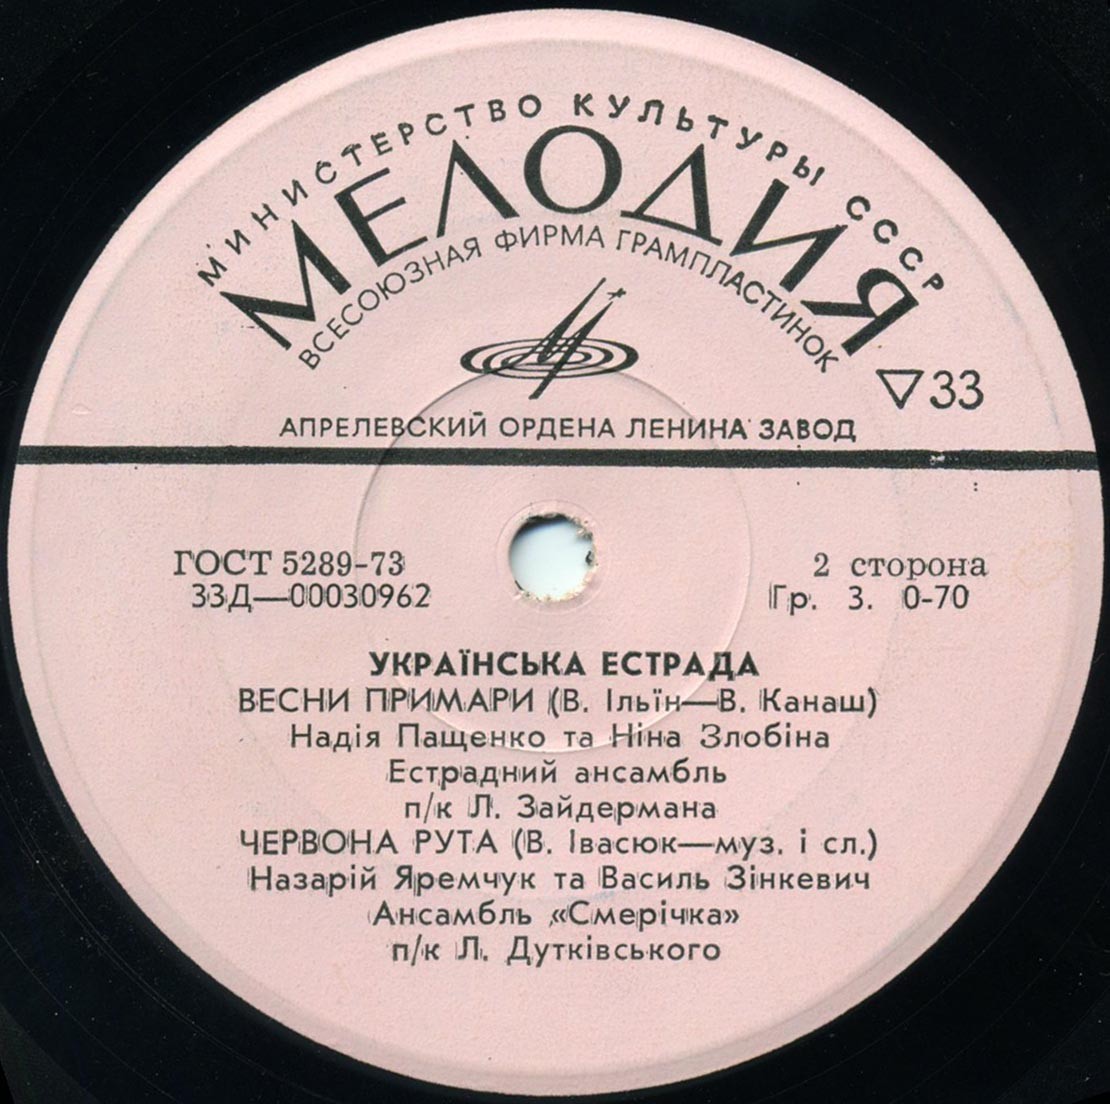 МИНИСТЕРСТВО КУЛЬТУРЫ СССР
МЕЛОДИЯ
ВСЕСОЮЗНАЯ ФИРМА ГРАМПЛАСТИНОК
▽33
АПРЕЛЕВСКИЙ ОРДЕНА ЛЕНИНА ЗАВОД
ГОСТ 5289-73
2 сторона
33Д—00030962
Гр. 3. 0-70
УКРАЇНСЬКА ЕСТРАДА
ВЕСНИ ПРИМАРИ (В. Ільїн—В. Канаш)
Надія Пащенко та Ніна Злобіна
Естрадний ансамбль
п/к Л. Зайдермана
ЧЕРВОНА РУТА (В. Івасюк—муз. і сл.)
Назарій Яремчук та Василь Зінкевич
Ансамбль «Смерічка»
п/к Л. Дутківського